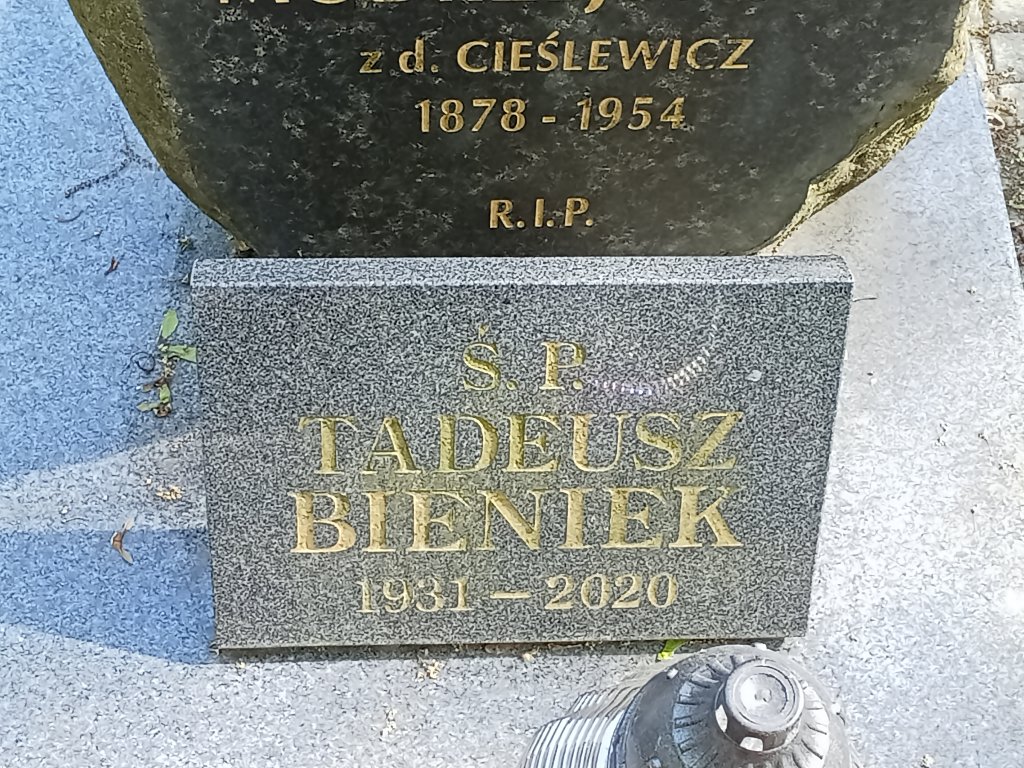 z d. CIEŚLEWICZ
1878 - 1954
R.I.P.
Ś. P.
TADEUSZ
BIENIEK
1931 — 2020